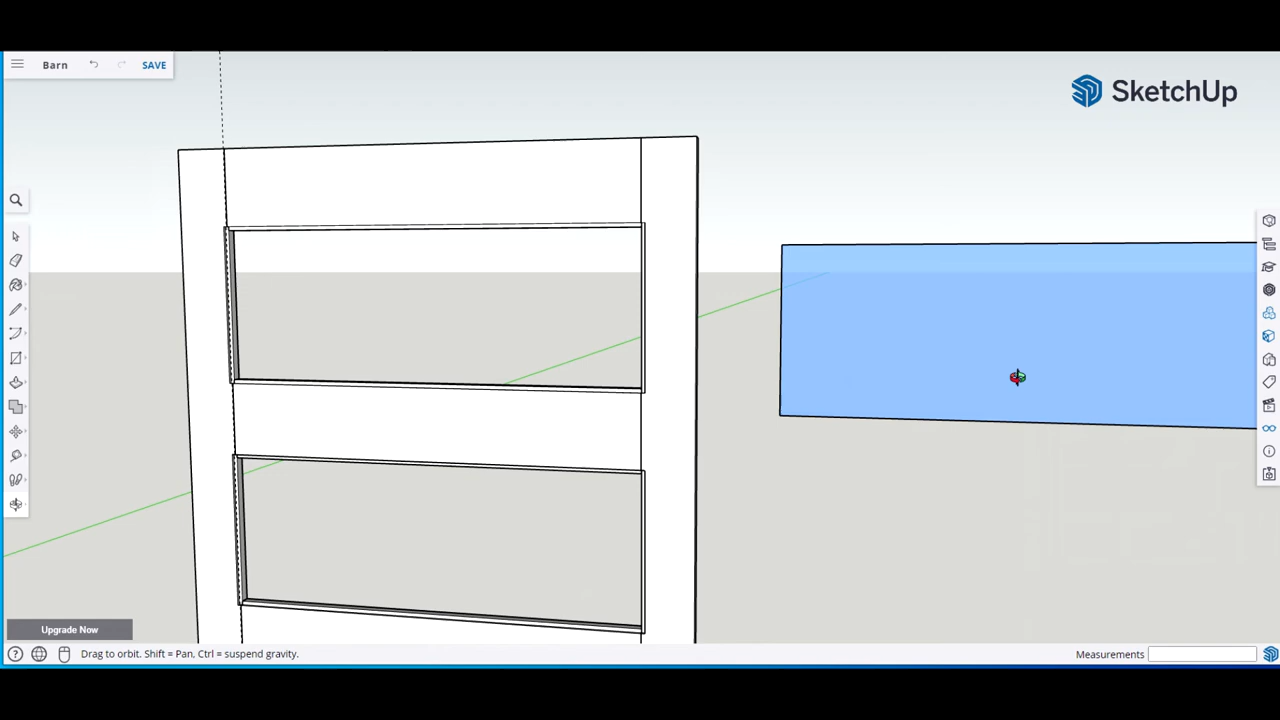 Barn
SAVE
SketchUp
Upgrade Now
Drag to orbit. Shift = Pan, Ctrl = suspend gravity.
Measurements